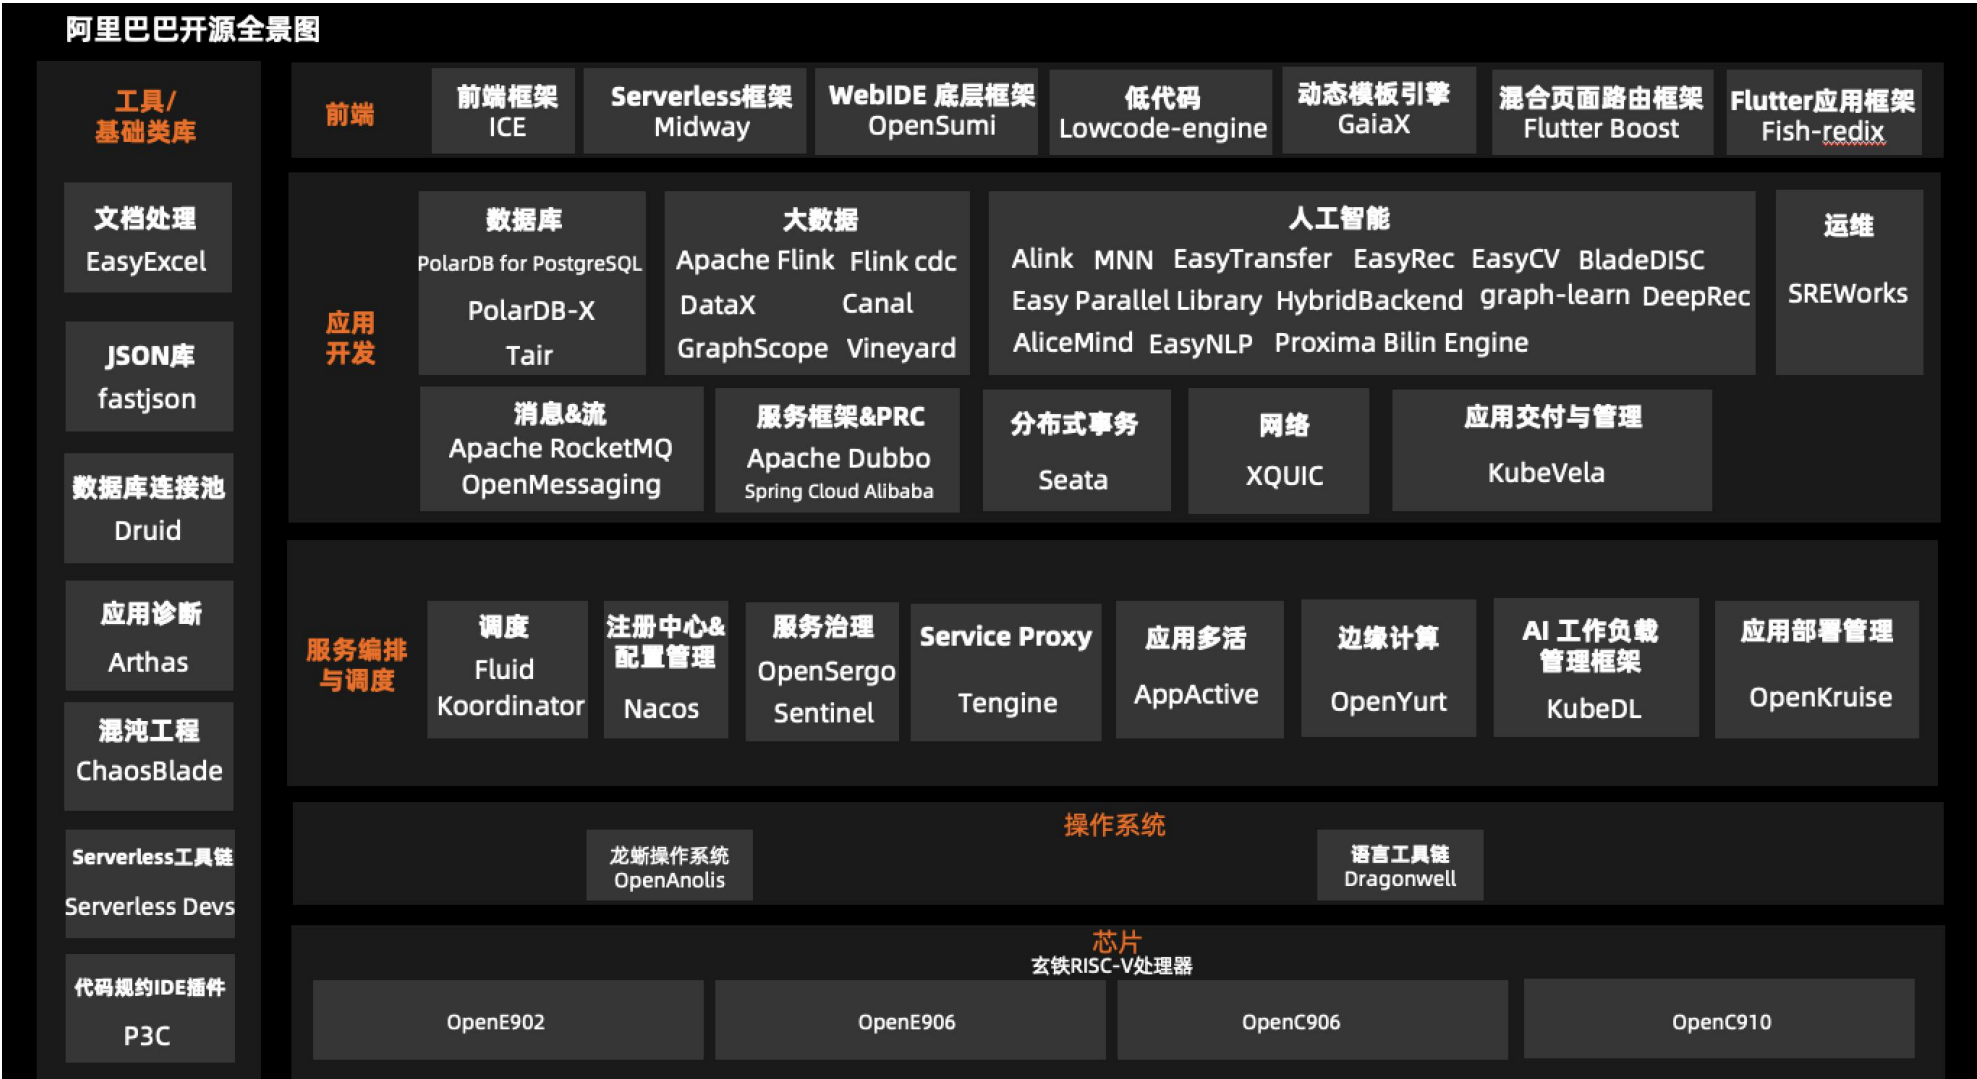 阿里巴巴开源全景图
工具/
基础类库
文档处理
EasyExcel
JSON库
fastjson
数据库连接池
Druid
应用诊断
Arthas
混沌工程
ChaosBlade
Serverless工具链
Serverless Devs
代码规约IDE插件
P3C
前端
前端框架
ICE
Serverless框架
Midway
WebIDE 底层框架
OpenSumi
低代码
Lowcode-engine
动态模板引擎
GaiaX
混合页面路由框架
Flutter Boost
Flutter应用框架
Fish-redix
应用
开发
数据库
PolarDB for PostgreSQL
PolarDB-X
Tair
大数据
Apache Flink Flink cdc
DataX Canal
GraphScope Vineyard
人工智能
Alink MNN EasyTransfer EasyRec EasyCV BladeDISC
Easy Parallel Library HybridBackend graph-learn DeepRec
AliceMind EasyNLP Proxima Bilin Engine
运维
SREWorks
消息&流
Apache RocketMQ
OpenMessaging
服务框架&PRC
Apache Dubbo
Spring Cloud Alibaba
分布式事务
Seata
网络
XQUIC
应用交付与管理
KubeVela
服务编排
与调度
调度
Fluid
Koordinator
注册中心&
配置管理
Nacos
服务治理
OpenSergo
Sentinel
Service Proxy
Tengine
应用多活
AppActive
边缘计算
OpenYurt
AI 工作负载
管理框架
KubeDL
应用部署管理
OpenKruise
操作系统
龙蜥操作系统
OpenAnolis
语言工具链
Dragonwell
芯片
玄铁RISC-V处理器
OpenE902
OpenE906
OpenC906
OpenC910